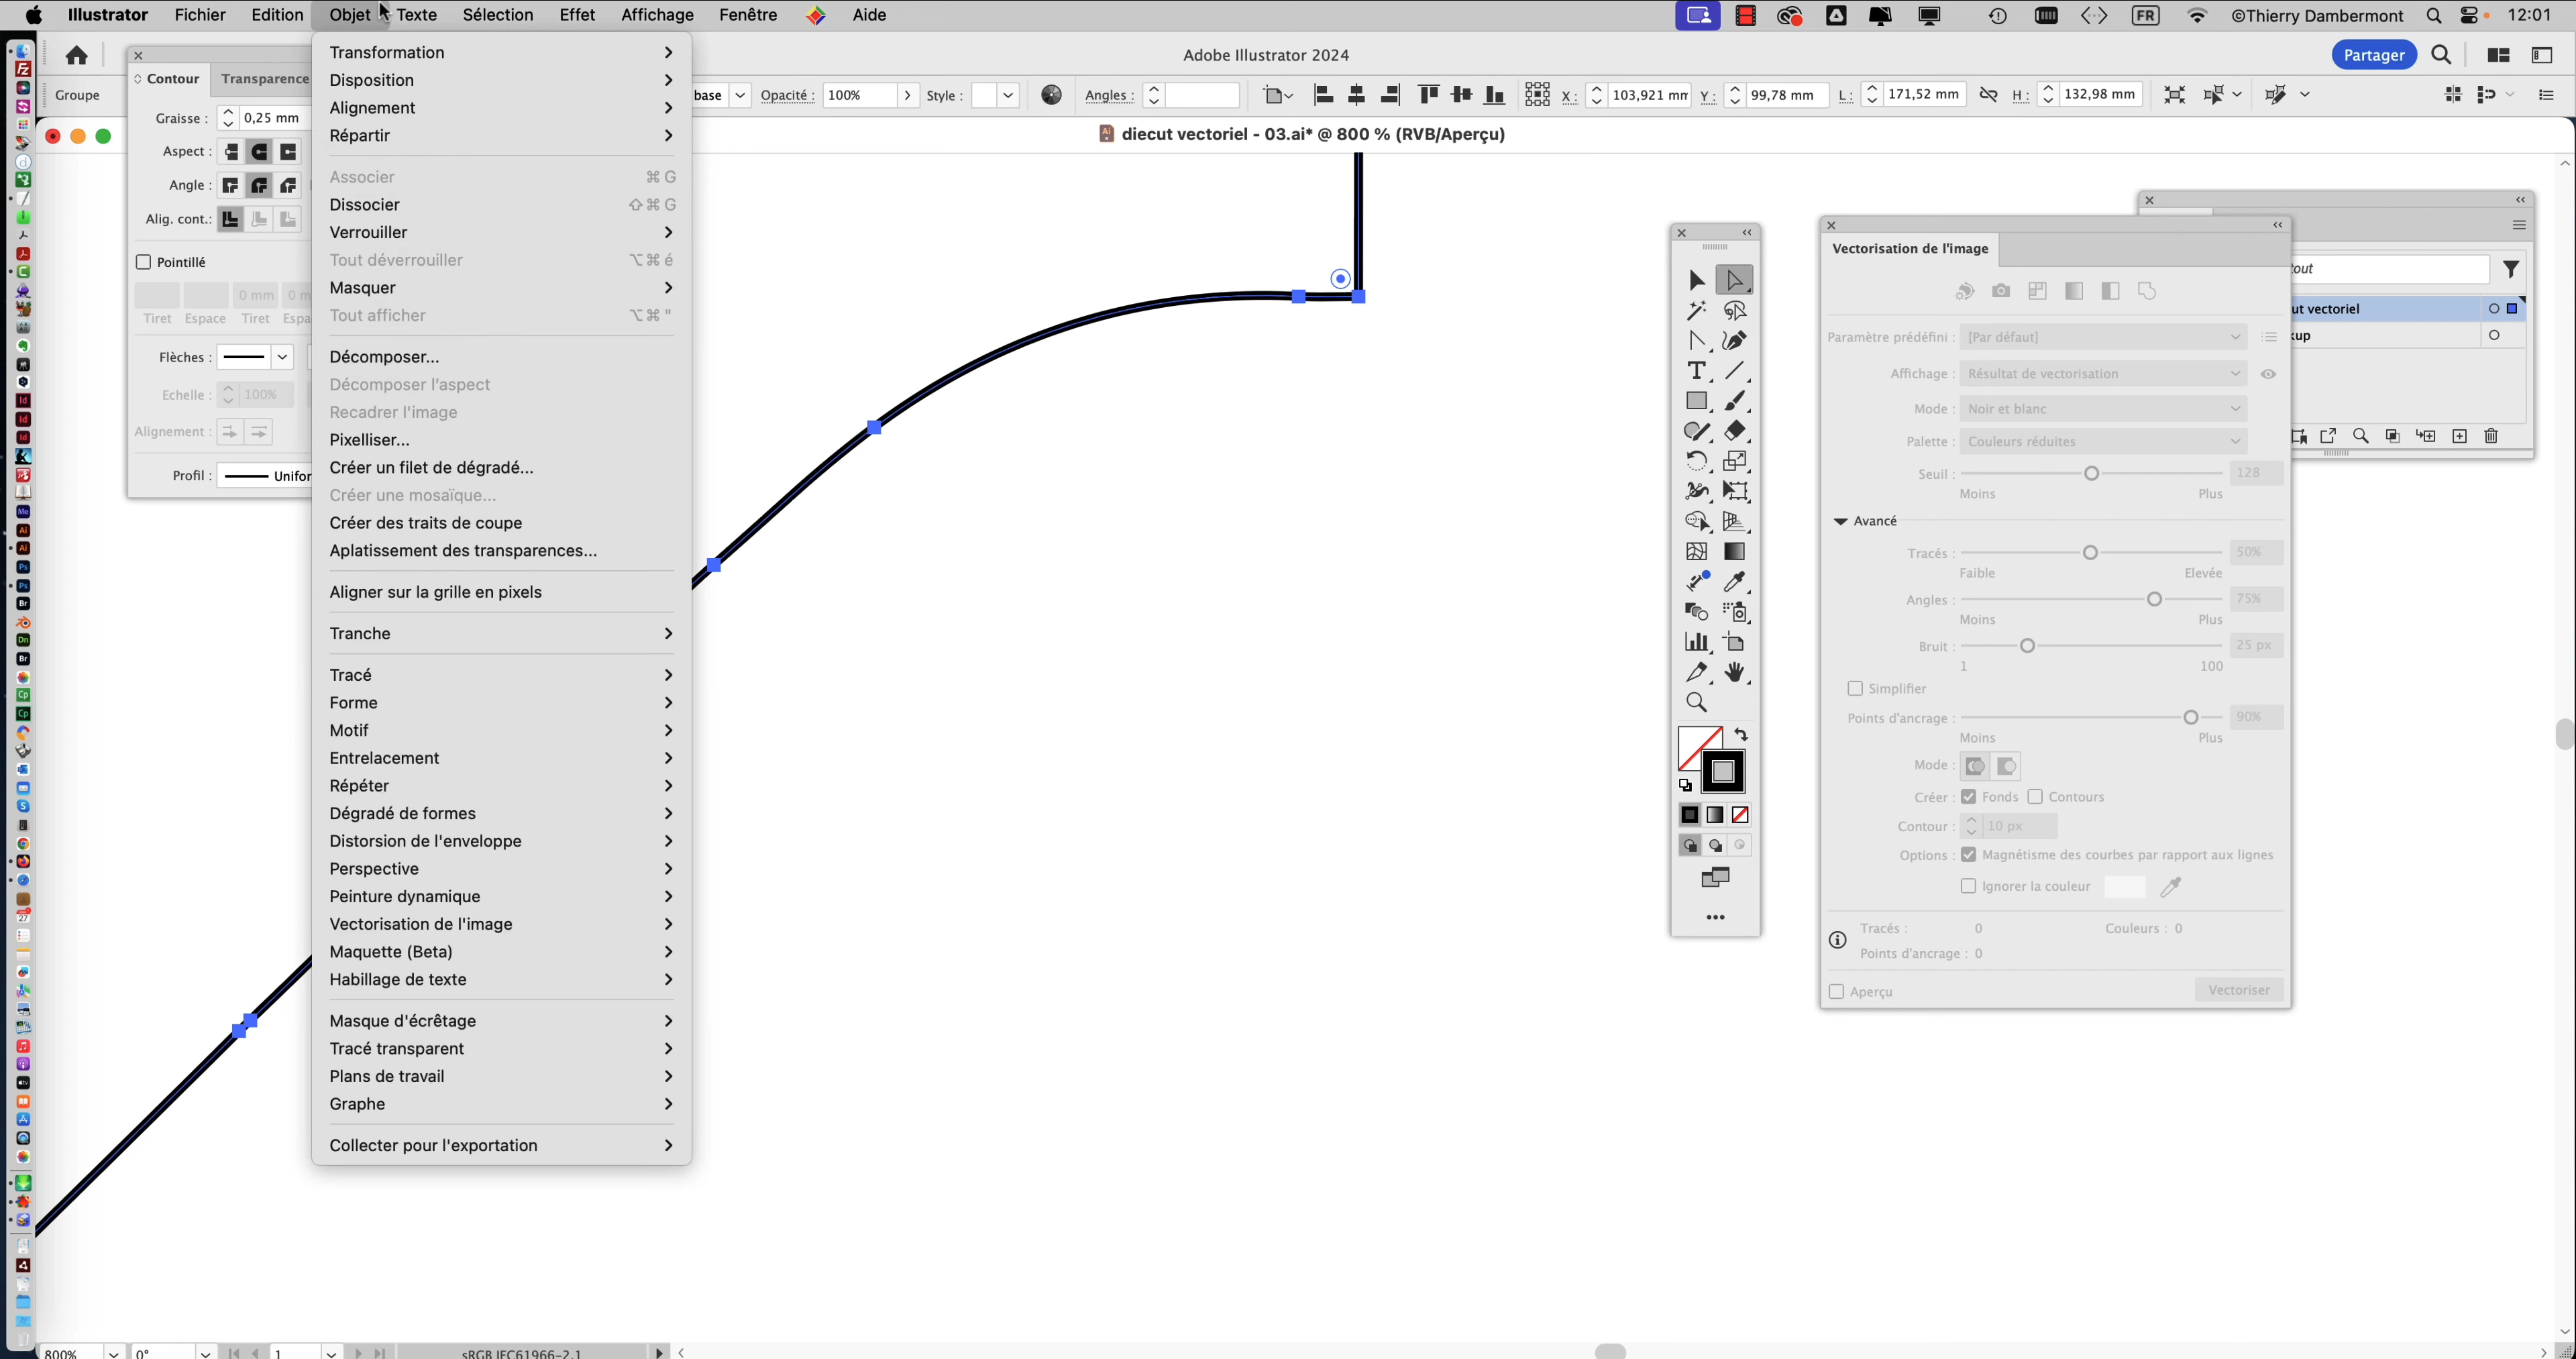 Illustrator Fichier Edition Objet Texte Sélection Effet Affichage Fenêtre Aide FR ©Thierry Dambermont 12:01
Adobe Illustrator 2024 Partager
Groupe base Opacité : 100% Style : Angles : X : 103,921 mm Y : 99,78 mm L : 171,52 mm H : 132,98 mm
diecut vectoriel - 03.ai* @ 800 % (RVB/Aperçu)
Contour Transparence
Graisse : 0,25 mm
Aspect :
Angle :
Alig. cont.:
Pointillé
0 mm 0 m
Tiret Espace Tiret Espa
Flèches :
Echelle : 100%
Alignement :
Profil : Unifor
Transformation
Disposition
Alignement
Répartir
Associer ⌘ G
Dissocier ⇧ ⌘ G
Verrouiller
Tout déverrouiller ⌥ ⌘ é
Masquer
Tout afficher ⌥ ⌘ "
Décomposer...
Décomposer l'aspect
Recadrer l'image
Pixelliser...
Créer un filet de dégradé...
Créer une mosaïque...
Créer des traits de coupe
Aplatissement des transparences...
Aligner sur la grille en pixels
Tranche
Tracé
Forme
Motif
Entrelacement
Répéter
Dégradé de formes
Distorsion de l'enveloppe
Perspective
Peinture dynamique
Vectorisation de l'image
Maquette (Beta)
Habillage de texte
Masque d'écrêtage
Tracé transparent
Plans de travail
Graphe
Collecter pour l'exportation
Vectorisation de l'image
Paramètre prédéfini : [Par défaut]
Affichage : Résultat de vectorisation
Mode : Noir et blanc
Palette : Couleurs réduites
Seuil : 128
Moins Plus
Avancé
Tracés : 50%
Faible Elevée
Angles : 75%
Moins Plus
Bruit : 25 px
1 100
Simplifier
Points d'ancrage : 90%
Moins Plus
Mode :
Créer : Fonds Contours
Contour : 10 px
Options : Magnétisme des courbes par rapport aux lignes
Ignorer la couleur
Tracés : 0 Couleurs : 0
Points d'ancrage : 0
Aperçu Vectoriser
tout
ut vectoriel
kup
800% 0° 1 sRGB IEC61966-2.1